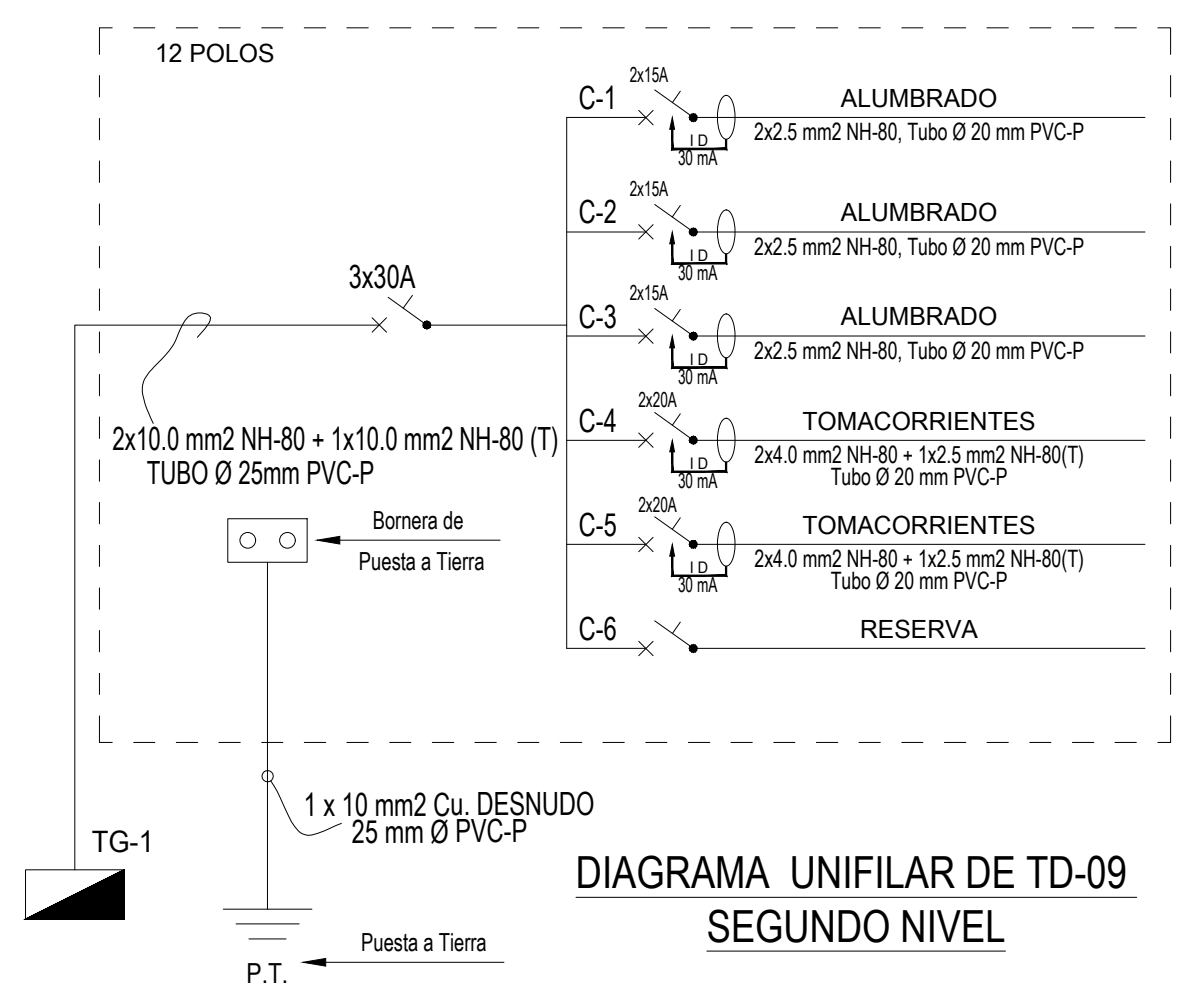 12 POLOS
2x15A
C-1
ALUMBRADO
2x2.5 mm2 NH-80, Tubo Ø 20 mm PVC-P
I D
30 mA
2x15A
C-2
ALUMBRADO
2x2.5 mm2 NH-80, Tubo Ø 20 mm PVC-P
I D
30 mA
3x30A
2x15A
C-3
ALUMBRADO
2x2.5 mm2 NH-80, Tubo Ø 20 mm PVC-P
I D
30 mA
2x20A
C-4
TOMACORRIENTES
2x4.0 mm2 NH-80 + 1x2.5 mm2 NH-80(T)
Tubo Ø 20 mm PVC-P
I D
30 mA
2x10.0 mm2 NH-80 + 1x10.0 mm2 NH-80 (T)
TUBO Ø 25mm PVC-P
2x20A
C-5
TOMACORRIENTES
2x4.0 mm2 NH-80 + 1x2.5 mm2 NH-80(T)
Tubo Ø 20 mm PVC-P
I D
30 mA
Bornera de
Puesta a Tierra
C-6
RESERVA
1 x 10 mm2 Cu. DESNUDO
25 mm Ø PVC-P
TG-1
DIAGRAMA UNIFILAR DE TD-09
SEGUNDO NIVEL
Puesta a Tierra
P.T.